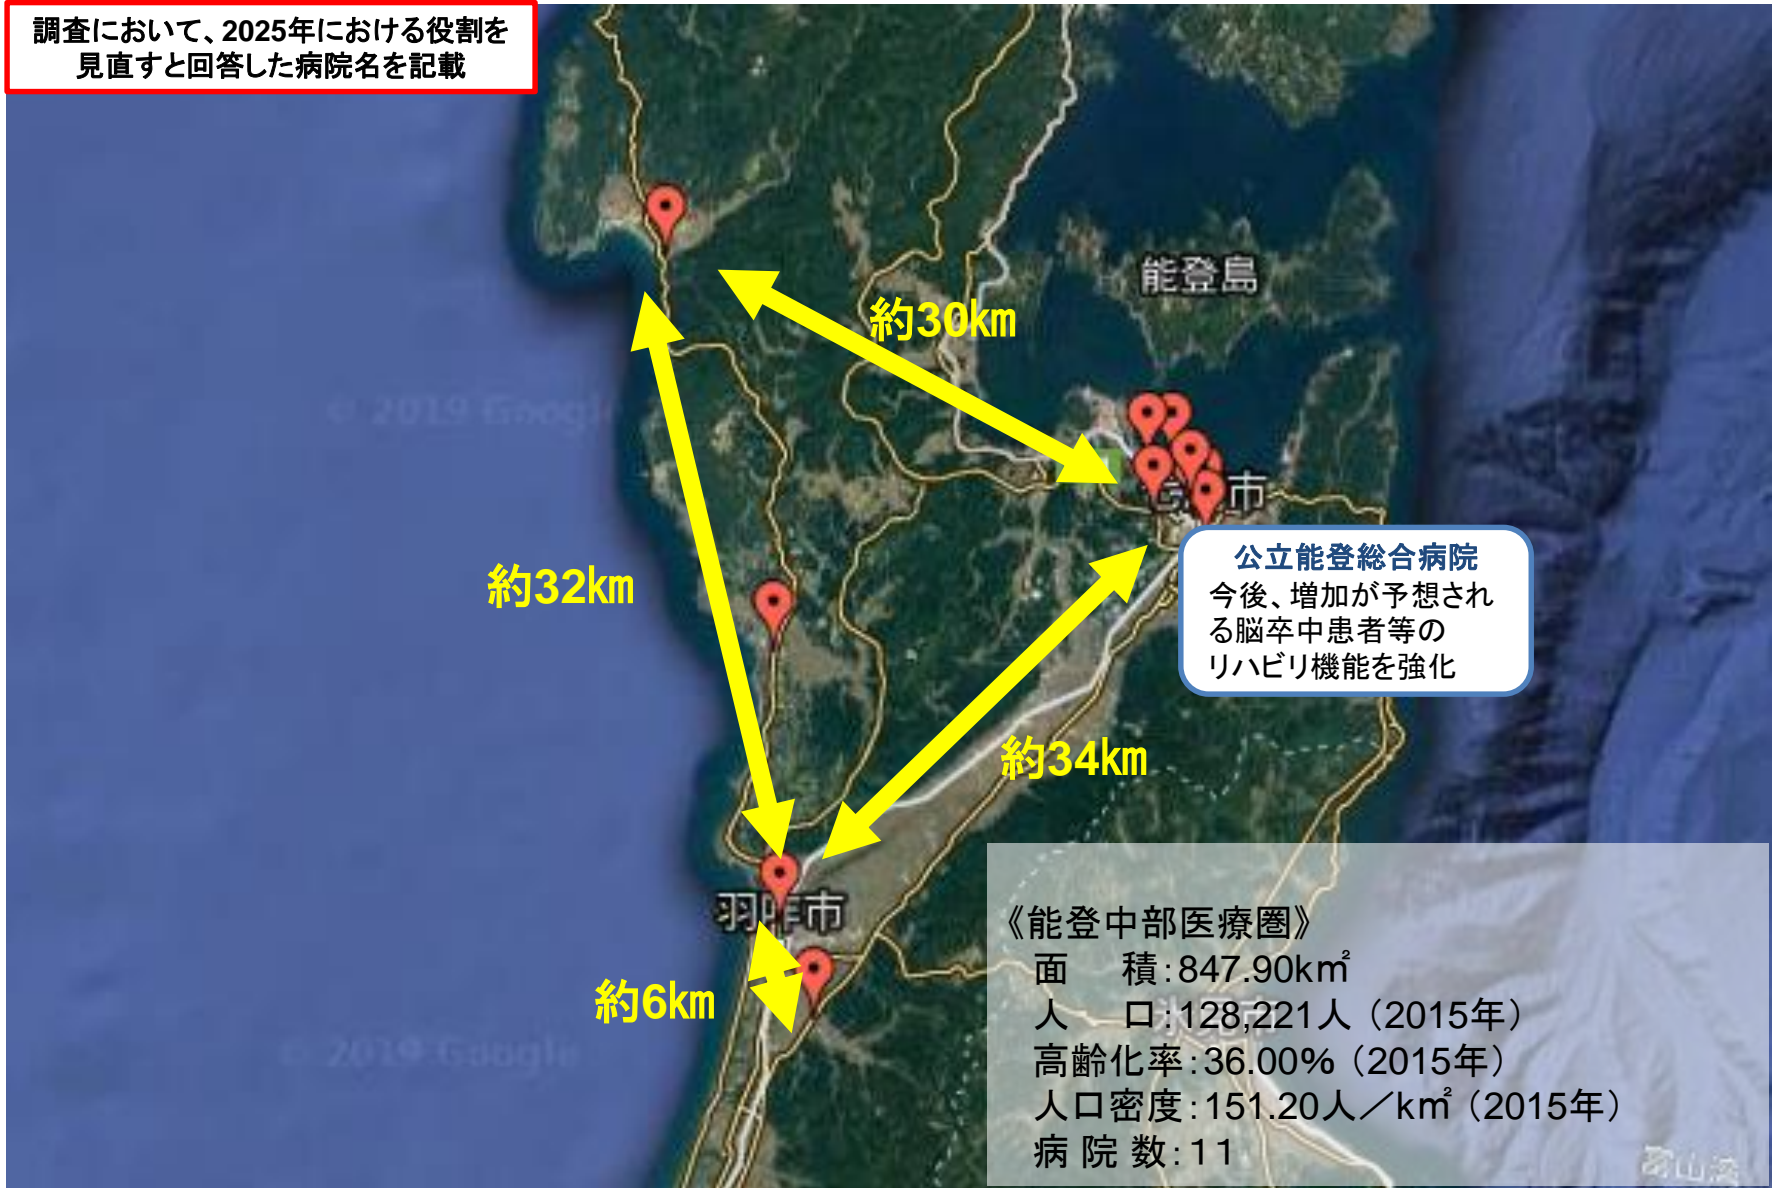 調査において、2025年における役割を
見直すと回答した病院名を記載
能登島
約30㎞
© 2019 Google
市
公立能登総合病院
今後、増加が予想され
る脳卒中患者等の
リハビリ機能を強化
約32㎞
約34㎞
羽咋市
約6㎞
© 2019 Google
《能登中部医療圏》
面 積:847.90k㎡
人 口:128,221人（2015年）
高齢化率:36.00%（2015年）
人口密度:151.20人／k㎡（2015年）
病 院 数:11
富山湾